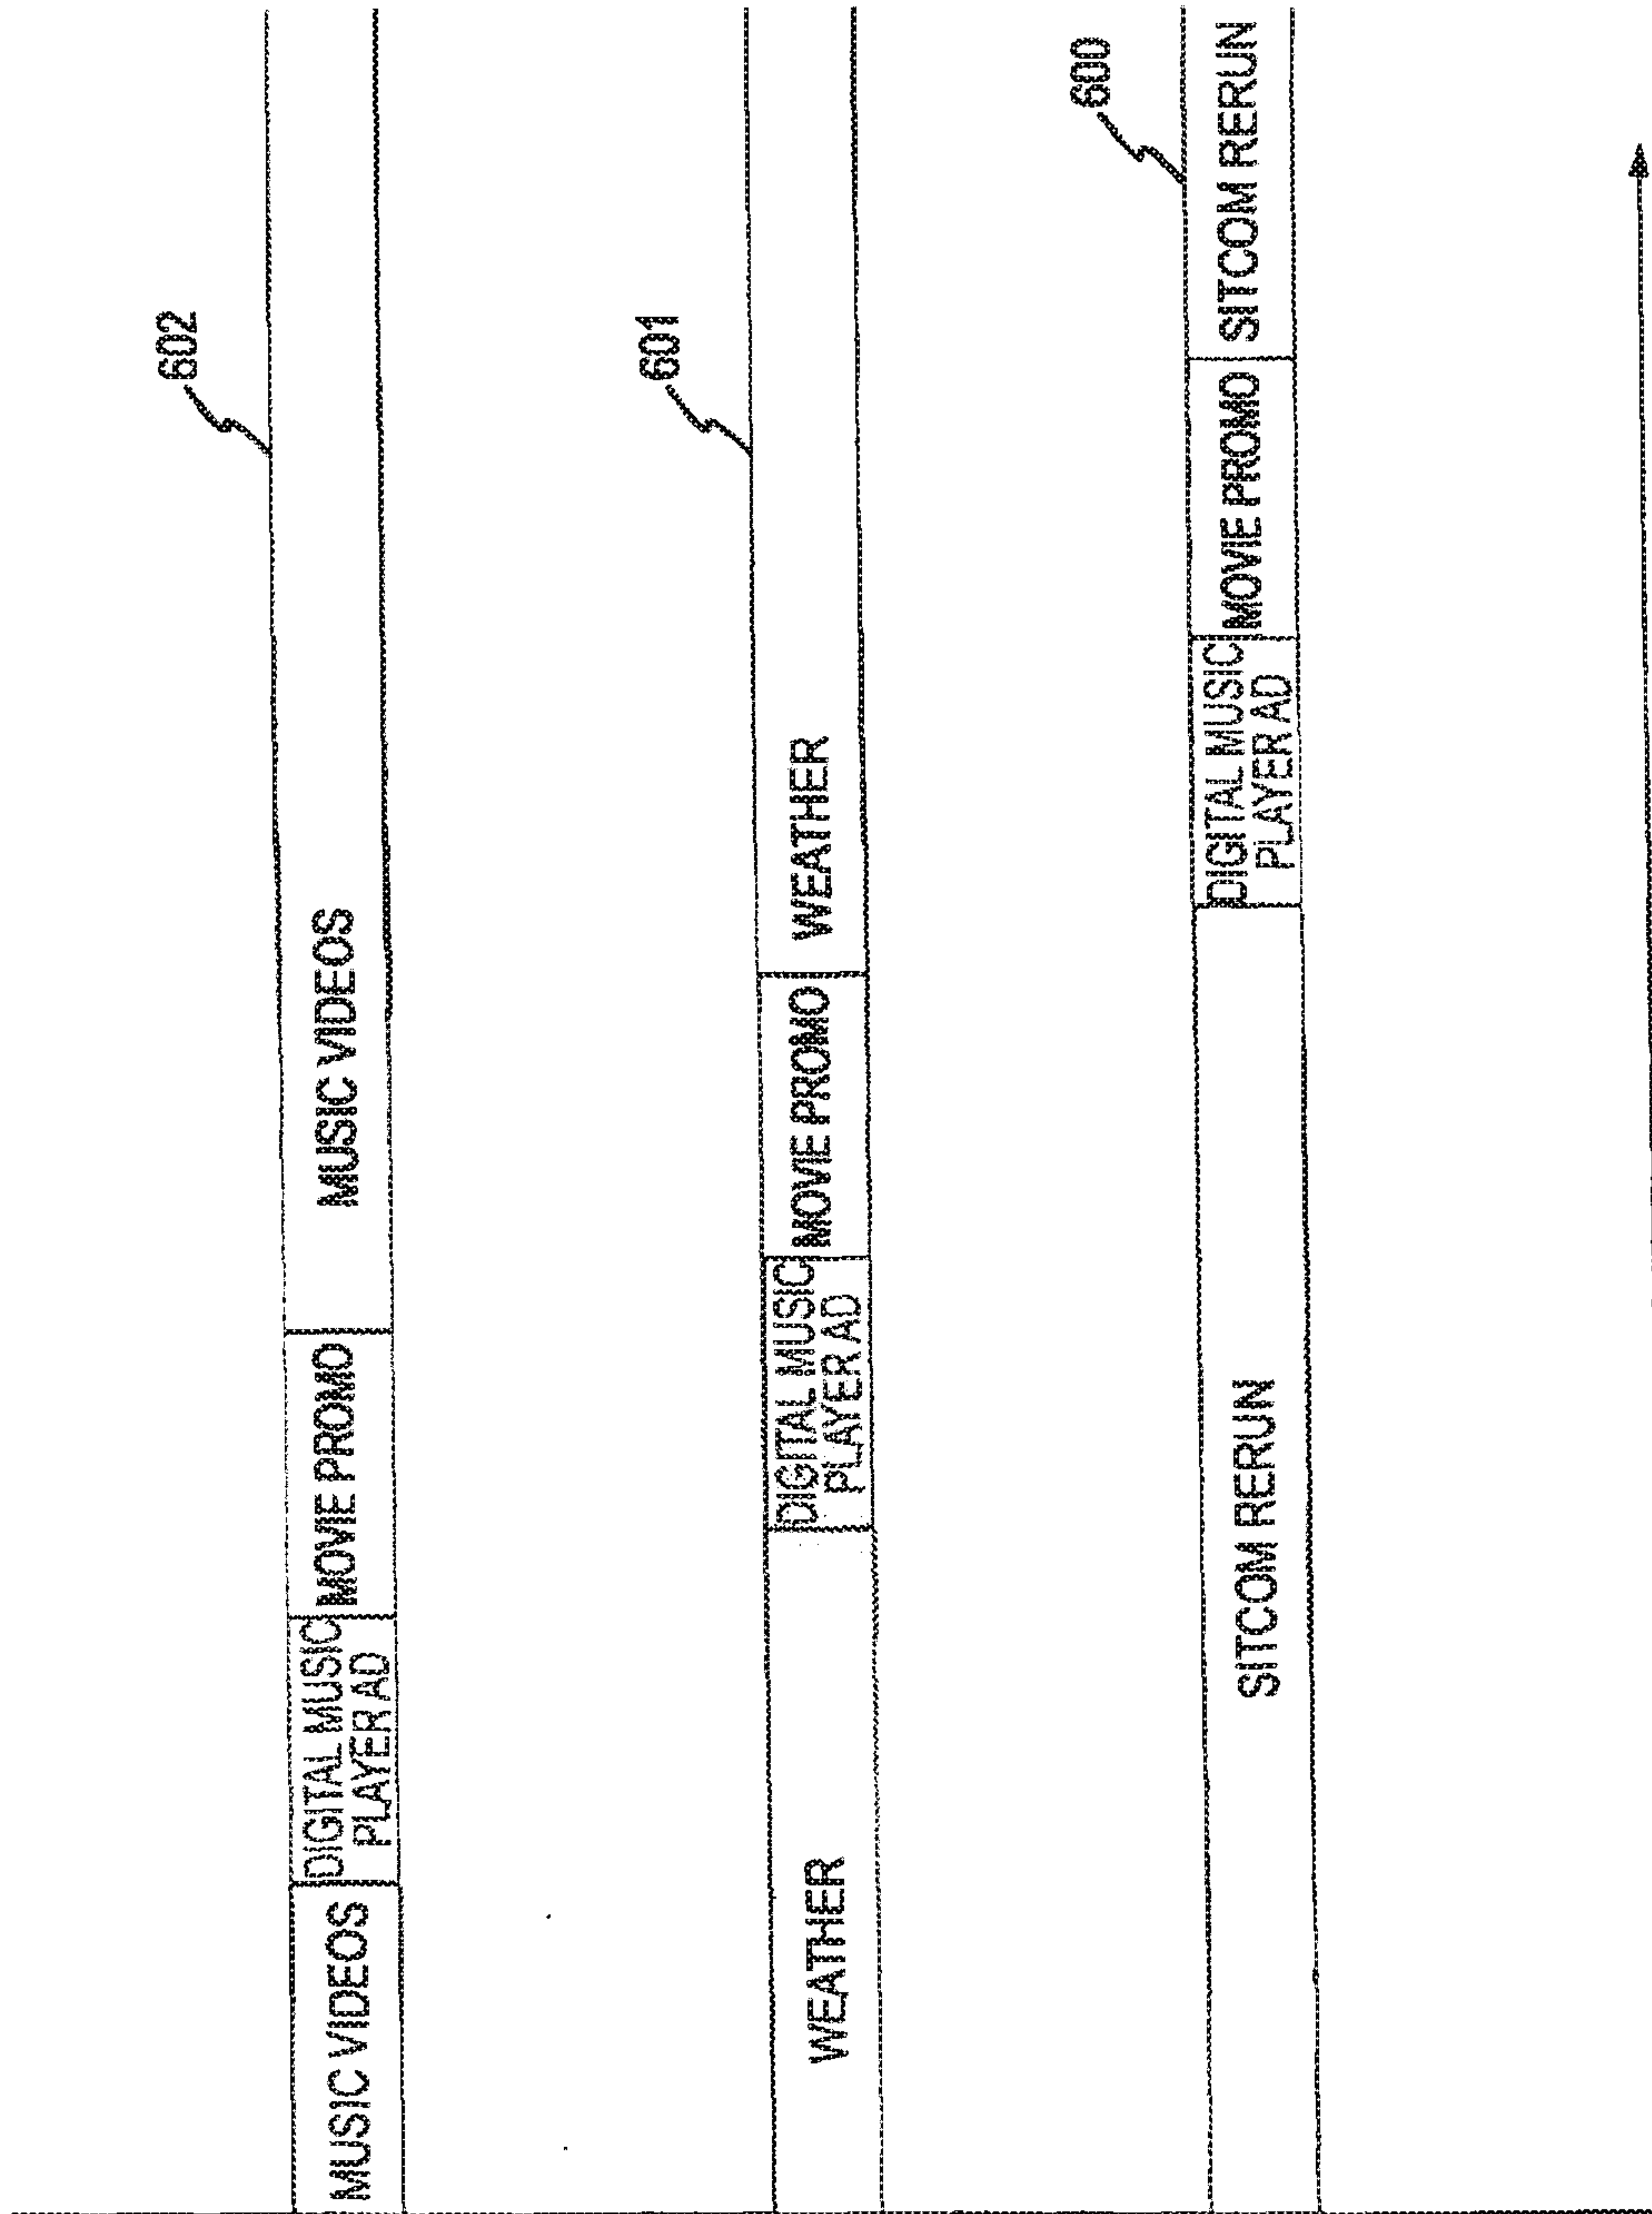 602
MUSIC VIDEOS
DIGITAL MUSIC
PLAYER AD
MOVIE PROMO
MUSIC VIDEOS
601
WEATHER
DIGITAL MUSIC
PLAYER AD
MOVIE PROMO
WEATHER
600
SITCOM RERUN
DIGITAL MUSIC
PLAYER AD
MOVIE PROMO
SITCOM RERUN